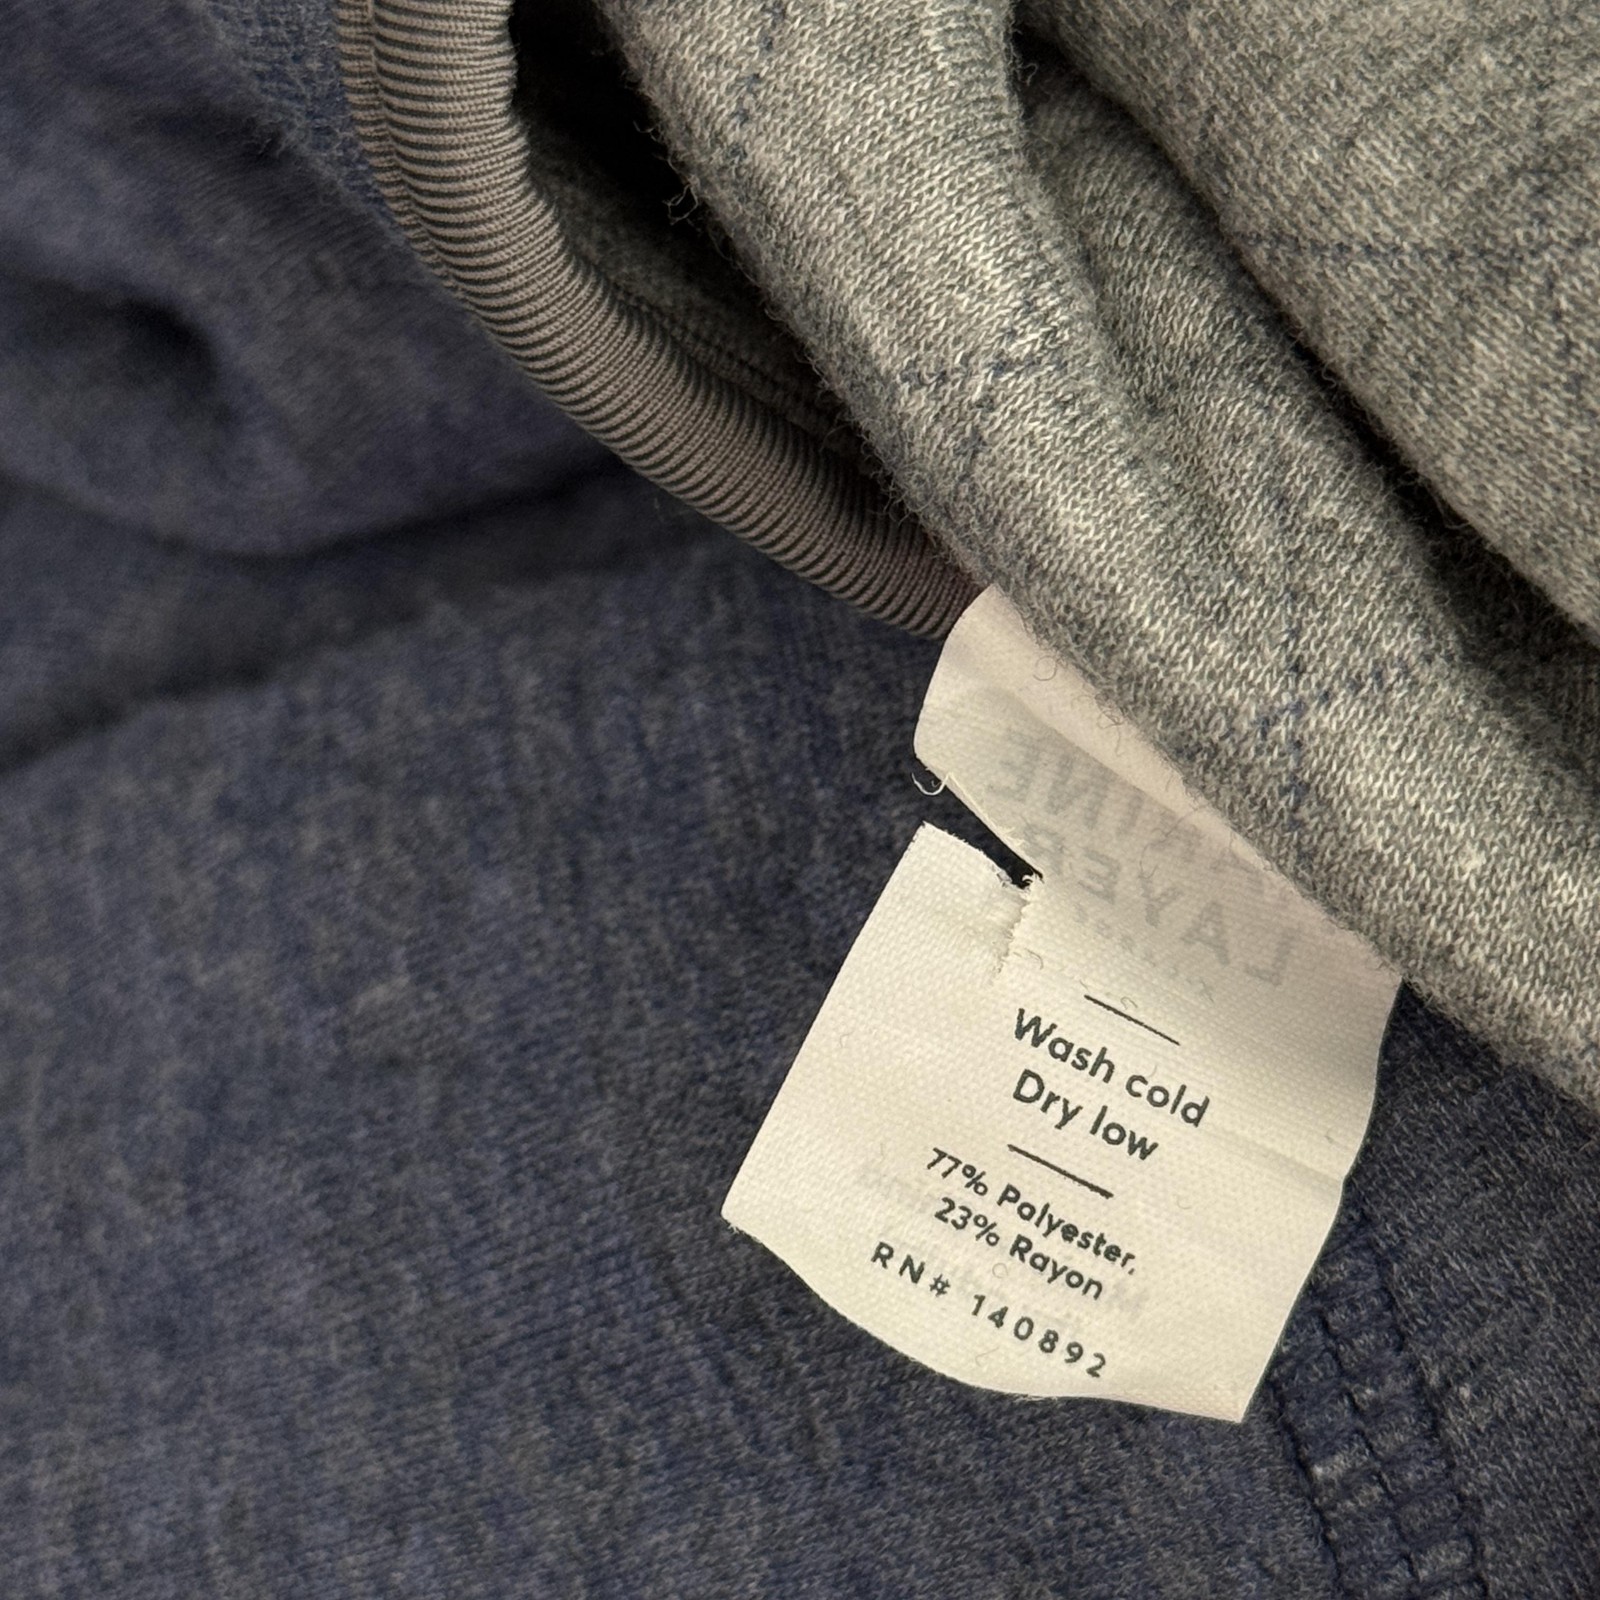 Wash cold
Dry low
77% Polyester,
23% Rayon
RN# 140892